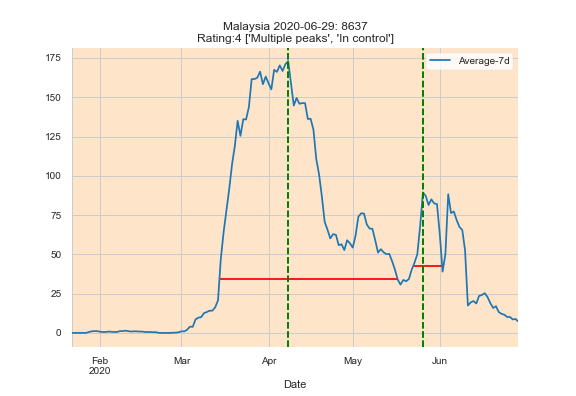 Malaysia 2020-06-29: 8637
Rating:4 ['Multiple peaks', 'In control']
Average-7d
175
150
125
100
75
50
25
0
Feb
2020
Mar
Apr
May
Jun
Date